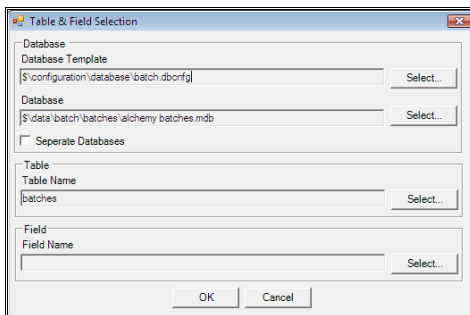 Table & Field Selection
Database
Database Template
$\configuration\database\batch.dbcnfg
Select...
Database
$\data\batch\batches\alchemy batches.mdb
Select...
Seperate Databases
Table
Table Name
batches
Select...
Field
Field Name
Select...
OK
Cancel